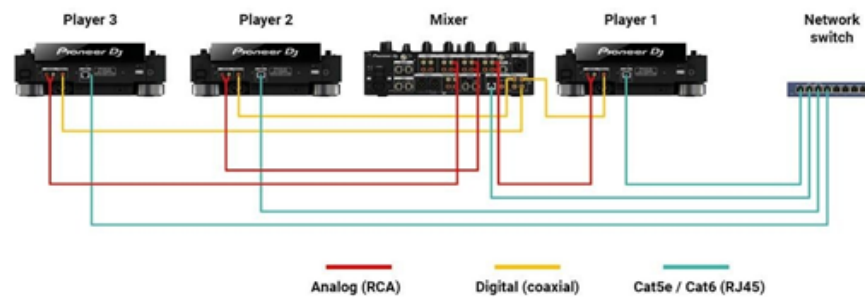 Player 3
Player 2
Mixer
Player 1
Network
switch
Pioneer Dj
Pioneer Dj
Pioneer Dj
Analog (RCA)
Digital (coaxial)
Cat5e / Cat6 (RJ45)